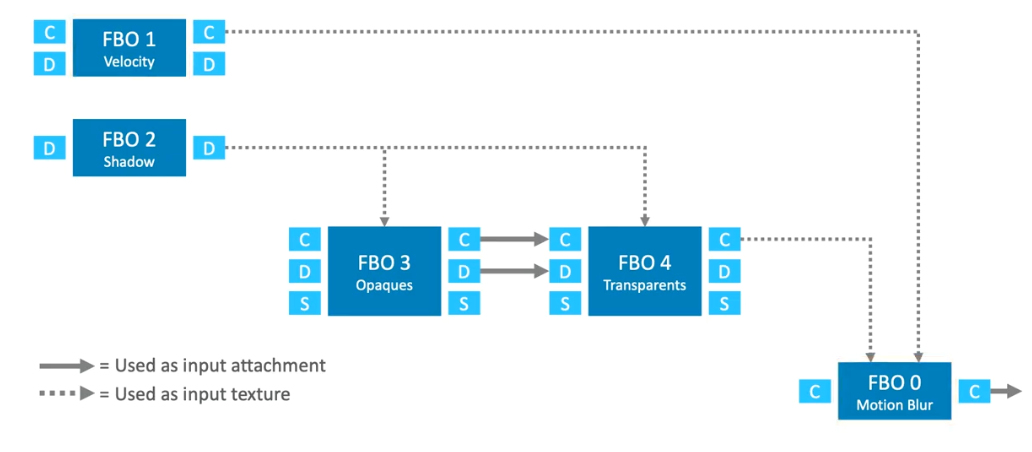 C
FBO 1
C
D
Velocity
D
FBO 2
D
Shadow
D
C
FBO 3
C
C
FBO 4
C
D
Opaques
D
D
Transparents
D
S
S
S
S
= Used as input attachment
= Used as input texture
C
FBO 0
Motion Blur
C